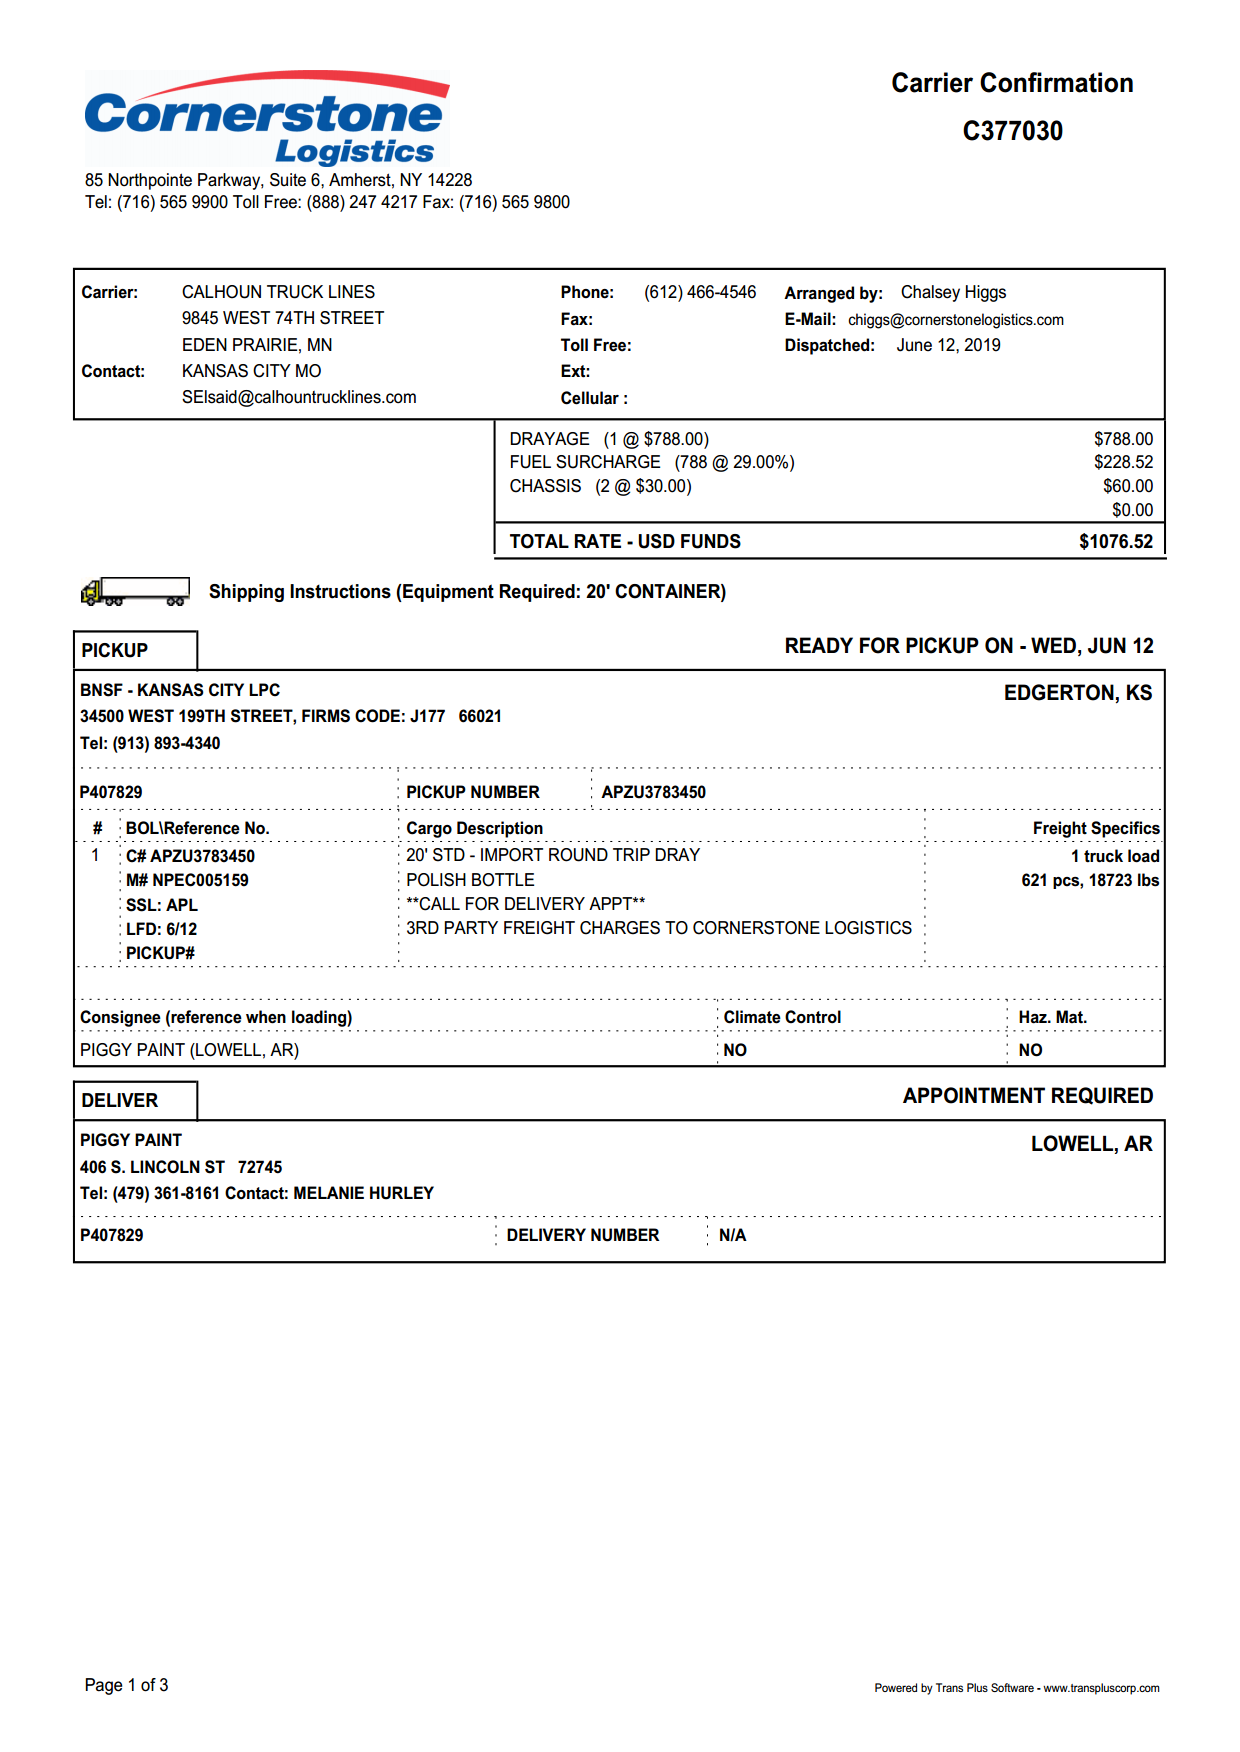 Cornerstone
Logistics
Carrier Confirmation
C377030
85 Northpointe Parkway, Suite 6, Amherst, NY 14228
Tel: (716) 565 9900 Toll Free: (888) 247 4217 Fax: (716) 565 9800
Carrier: CALHOUN TRUCK LINES Phone: (612) 466-4546 Arranged by: Chalsey Higgs
9845 WEST 74TH STREET Fax: E-Mail: chiggs@cornerstonelogistics.com
EDEN PRAIRIE, MN Toll Free: Dispatched: June 12, 2019
Contact: KANSAS CITY MO Ext:
SElsaid@calhountrucklines.com Cellular :
DRAYAGE (1 @ $788.00) $788.00
FUEL SURCHARGE (788 @ 29.00%) $228.52
CHASSIS (2 @ $30.00) $60.00
$0.00
TOTAL RATE - USD FUNDS $1076.52
Shipping Instructions (Equipment Required: 20' CONTAINER)
PICKUP READY FOR PICKUP ON - WED, JUN 12
BNSF - KANSAS CITY LPC EDGERTON, KS
34500 WEST 199TH STREET, FIRMS CODE: J177 66021
Tel: (913) 893-4340
P407829 PICKUP NUMBER APZU3783450
# BOL\Reference No. Cargo Description Freight Specifics
1 C# APZU3783450 20' STD - IMPORT ROUND TRIP DRAY 1 truck load
M# NPEC005159 POLISH BOTTLE 621 pcs, 18723 lbs
SSL: APL **CALL FOR DELIVERY APPT**
LFD: 6/12 3RD PARTY FREIGHT CHARGES TO CORNERSTONE LOGISTICS
PICKUP#
Consignee (reference when loading) Climate Control Haz. Mat.
PIGGY PAINT (LOWELL, AR) NO NO
DELIVER APPOINTMENT REQUIRED
PIGGY PAINT LOWELL, AR
406 S. LINCOLN ST 72745
Tel: (479) 361-8161 Contact: MELANIE HURLEY
P407829 DELIVERY NUMBER N/A
Page 1 of 3 Powered by Trans Plus Software - www.transpluscorp.com